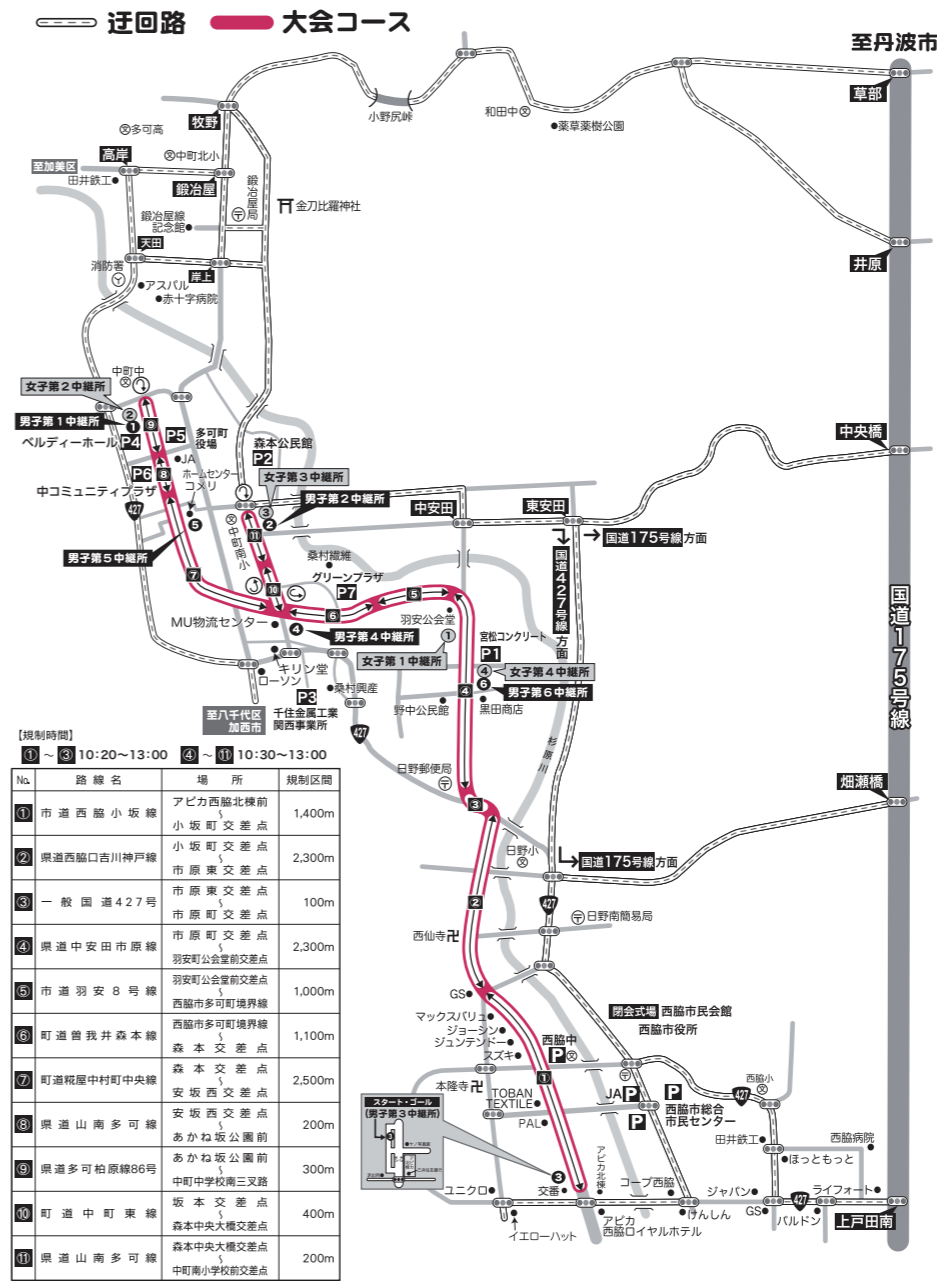 迂回路
大会コース
至丹波市
草部
小野尻峠
和田中
薬草薬樹公園
牧野
多可高
中町北小
高岸
至加美区
田井鉄工
鍛冶屋
鍛冶屋局
金刀比羅神社
鍛冶屋線
記念館
天田
井原
消防署
岸上
アスパル
赤十字病院
中町中
女子第2中継所
②
男子第1中継所
❶
9
ベルディーホール P4
P5 多可町
役場
森本公民館
P2
中央橋
JA
P6
8
ホームセンター
コメリ
中コミュニティプラザ
427
女子第3中継所
③
男子第2中継所
❷
中安田
東安田
国道175号線方面
国道427号線方面
中町南小
11
❺
男子第5中継所
桑村繊維
グリーンプラザ
P7
10
7
6
5
国道175号線
MU物流センター
❹
男子第4中継所
羽安公会堂
①
女子第1中継所
宮松コンクリート
P1
④
女子第4中継所
❻
男子第6中継所
4
キリン堂
ローソン
桑村興産
P3
千住金属工業
関西事業所
至八千代区
加西市
野中公民館
黒田商店
427
杉原川
日野郵便局
畑瀬橋
3
日野小
国道175号線方面
2
427
日野南簡易局
西仙寺
GS
マックスバリュ
ジョーシン
ジュンテンドー
スズキ
閉会式場 西脇市民会館
西脇市役所
西脇中
P
1
本隆寺
TOBAN
TEXTILE
PAL
JA P
P
P
西脇市総合
市民センター
427
西脇小
田井鉄工
西脇病院
ほっともっと
スタート・ゴール
(男子第3中継所)
❸
ユニクロ
交番
アピカ北棟
コープ西脇
ジャパン
427
ライフォート
イエローハット
アピカ
西脇ロイヤルホテル
けんしん
GS
バルドン
上戸田南
【規制時間】
①~③ 10:20~13:00 ④~⑪ 10:30~13:00
No. 路線名 場所 規制区間
① 市道西脇小坂線 アピカ西脇北棟前~小坂町交差点 1,400m
② 県道西脇口吉川神戸線 小坂町交差点~市原東交差点 2,300m
③ 一般国道427号 市原東交差点~市原町交差点 100m
④ 県道中安田市原線 市原町交差点~羽安町公会堂前交差点 2,300m
⑤ 市道羽安8号線 羽安町公会堂前交差点~西脇市多可町境界線 1,000m
⑥ 町道曽我井森本線 西脇市多可町境界線~森本交差点 1,100m
⑦ 町道糀屋中村町中央線 森本交差点~安坂西交差点 2,500m
⑧ 県道山南多可線 安坂西交差点~あかね坂公園前 200m
⑨ 県道多可柏原線86号 あかね坂公園前~中町中学校南三叉路 300m
⑩ 町道中町東線 坂本交差点~森本中央大橋交差点 400m
⑪ 県道山南多可線 森本中央大橋交差点~中町南小学校前交差点 200m